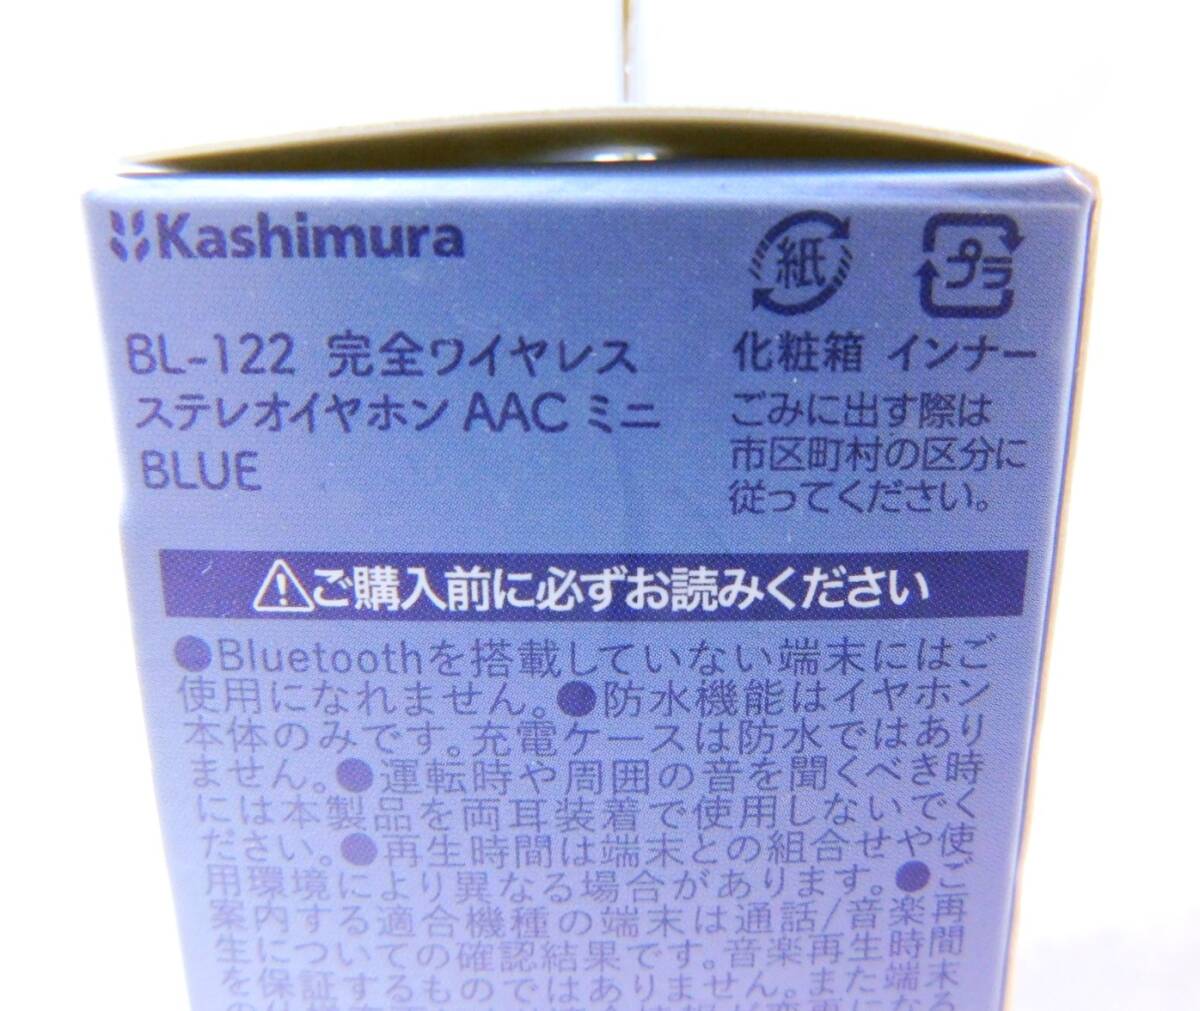 Kashimura
BL-122 完全ワイヤレス
ステレオイヤホン AAC ミニ
BLUE
紙 プラ
化粧箱 インナー
ごみに出す際は
市区町村の区分に
従ってください。
⚠ご購入前に必ずお読みください
●Bluetoothを搭載していない端末にはご
使用になれません。●防水機能はイヤホン
本体のみです。充電ケースは防水ではあり
ません。●運転時や周囲の音を聞くべき時
には本製品を両耳装着で使用しないでく
ださい。●再生時間は端末との組合せや使
用環境により異なる場合があります。●ご
案内する適合機種の端末は通話/音楽再
生についての確認結果です。音楽再生時間
を保証するものではありません。また端末